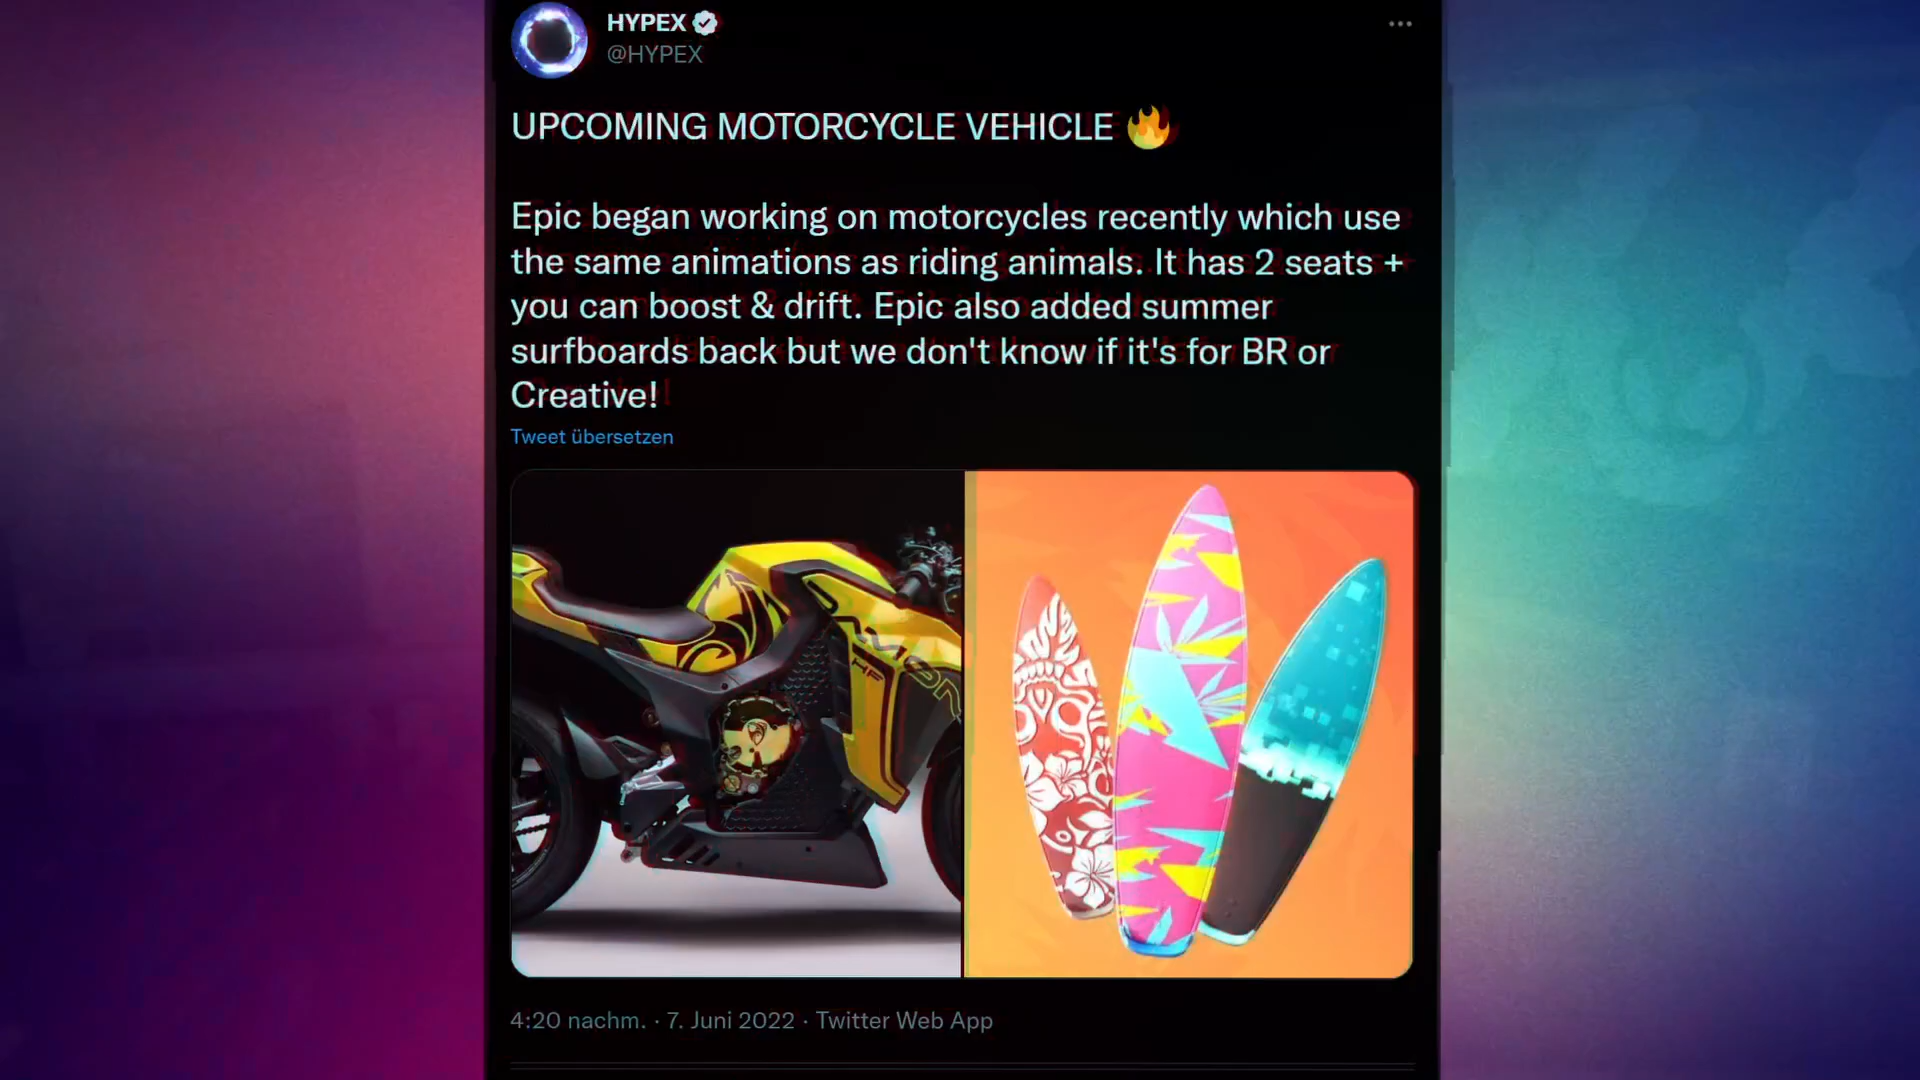 HYPEX
@HYPEX
UPCOMING MOTORCYCLE VEHICLE 🔥
Epic began working on motorcycles recently which use
the same animations as riding animals. It has 2 seats +
you can boost & drift. Epic also added summer
surfboards back but we don't know if it's for BR or
Creative!
Tweet übersetzen
HF
4:20 nachm. · 7. Juni 2022 · Twitter Web App